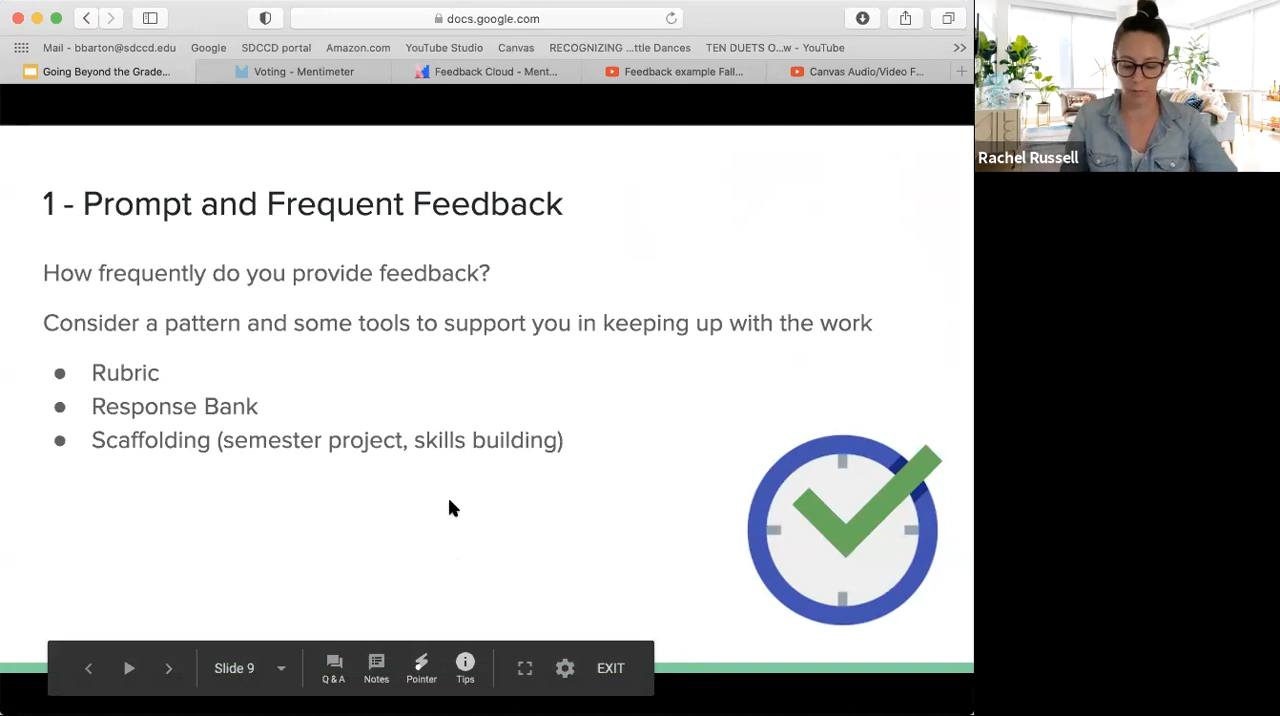 docs.google.com
Mail - bbarton@sdccd.edu Google SDCCD portal Amazon.com YouTube Studio Canvas RECOGNIZING ...ttle Dances TEN DUETS O...w - YouTube >>
Going Beyond the Grade... Voting - Mentimeter Feedback Cloud - Ment... Feedback example Fall... Canvas Audio/Video F...
Rachel Russell
1 - Prompt and Frequent Feedback
How frequently do you provide feedback?
Consider a pattern and some tools to support you in keeping up with the work
● Rubric
● Response Bank
● Scaffolding (semester project, skills building)
Slide 9 Q & A Notes Pointer Tips EXIT